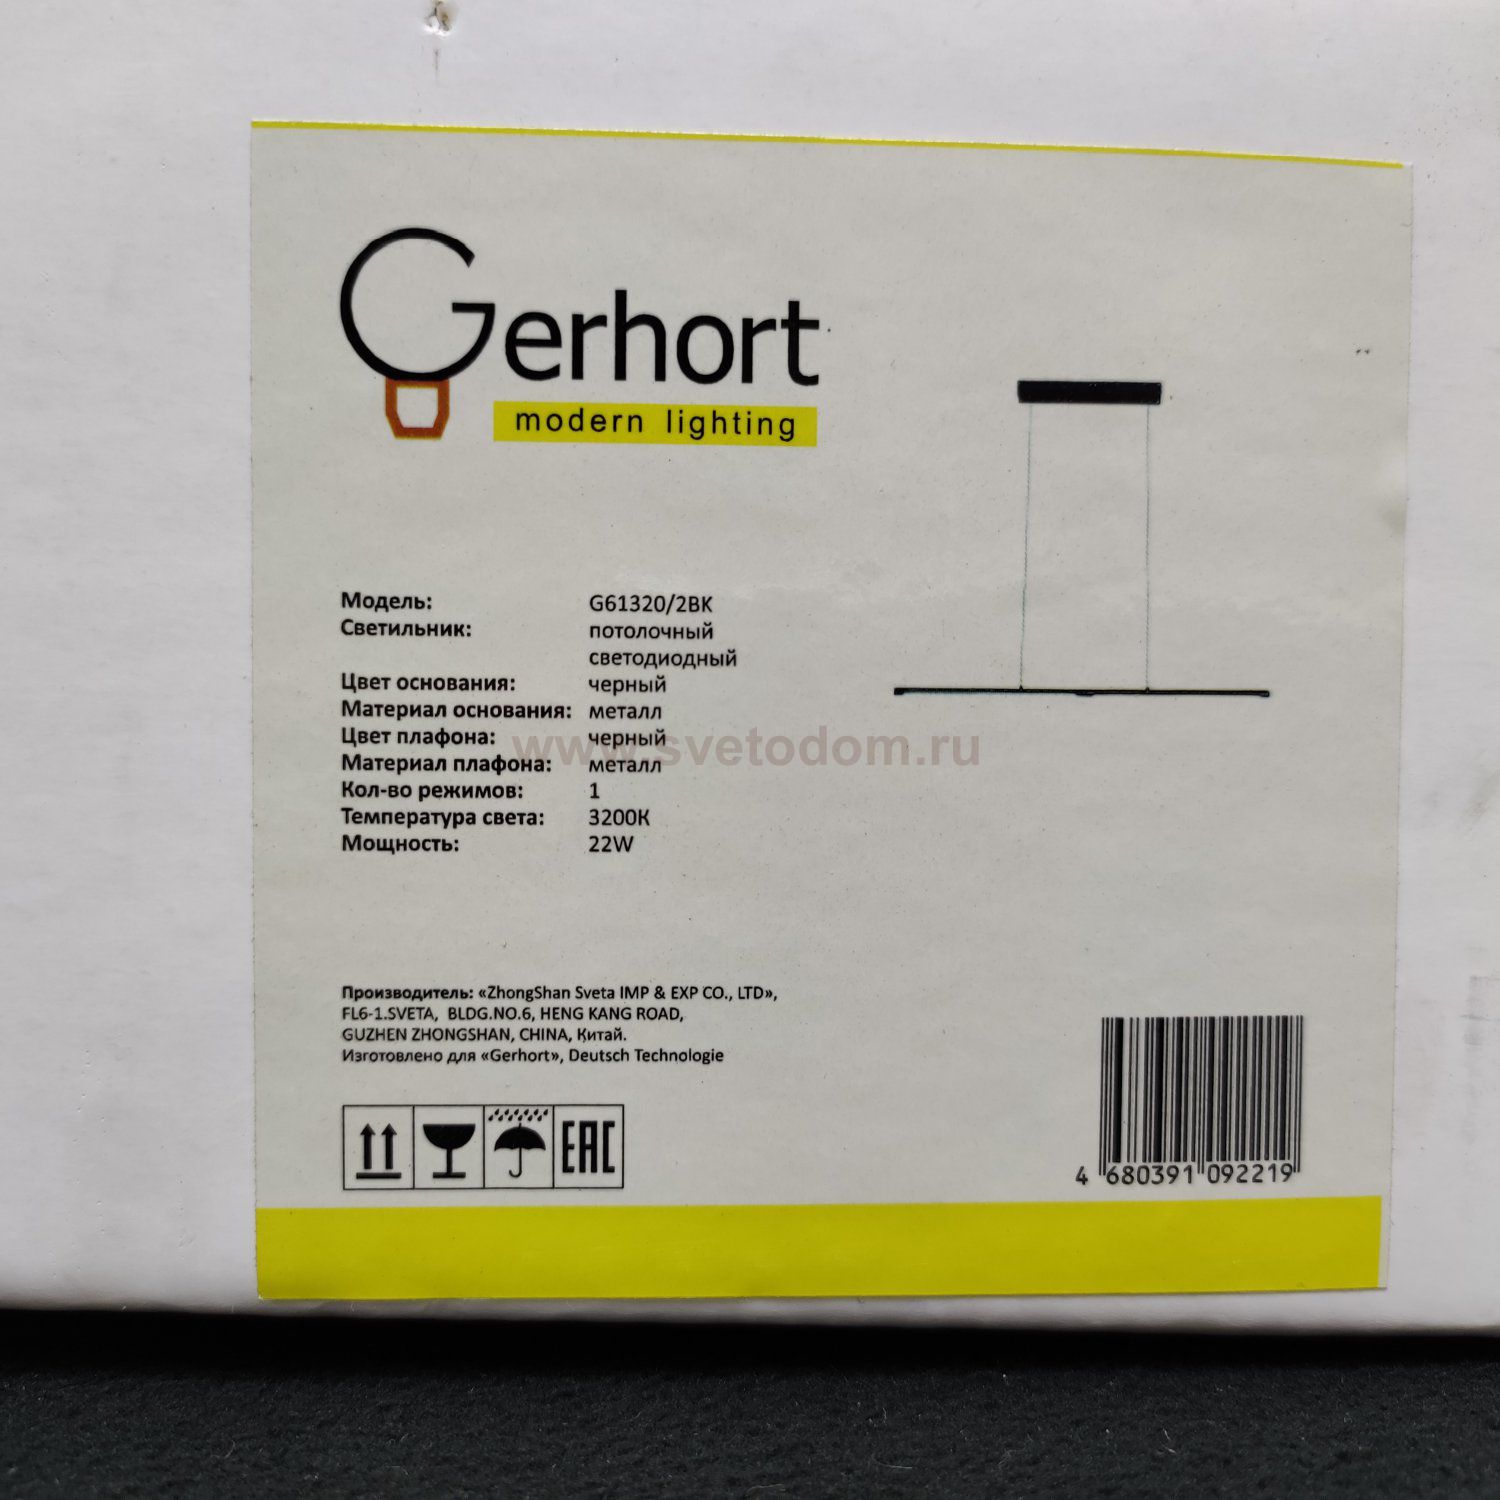 Gerhort
modern lighting
Модель: G61320/2BK
Светильник: потолочный
светодиодный
Цвет основания: черный
Материал основания: металл
Цвет плафона: черный
Материал плафона: металл
Кол-во режимов: 1
Температура света: 3200К
Мощность: 22W
www.svetodom.ru
Производитель: «ZhongShan Sveta IMP & EXP CO., LTD»,
FL6-1.SVETA, BLDG.NO.6, HENG KANG ROAD,
GUZHEN ZHONGSHAN, CHINA, Китай.
Изготовлено для «Gerhort», Deutsch Technologie
EAC
4 680391 092219